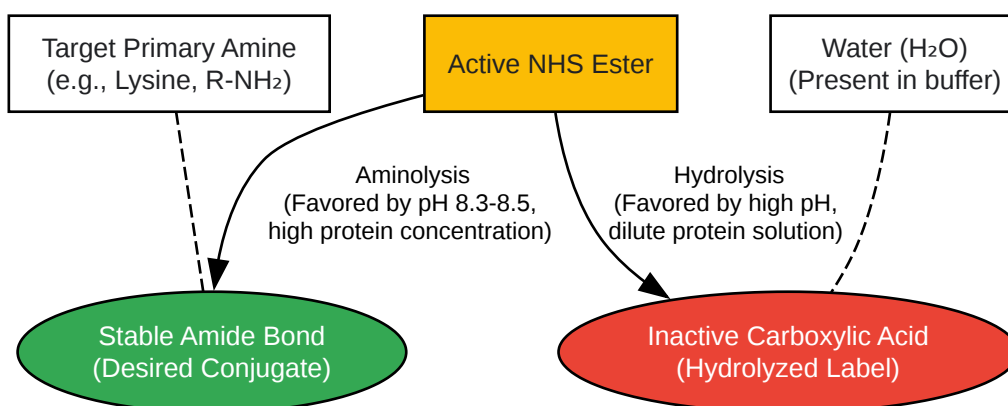 Target Primary Amine
(e.g., Lysine, R-NH₂)
Active NHS Ester
Water (H₂O)
(Present in buffer)
Aminolysis
(Favored by pH 8.3-8.5,
high protein concentration)
Hydrolysis
(Favored by high pH,
dilute protein solution)
Stable Amide Bond
(Desired Conjugate)
Inactive Carboxylic Acid
(Hydrolyzed Label)